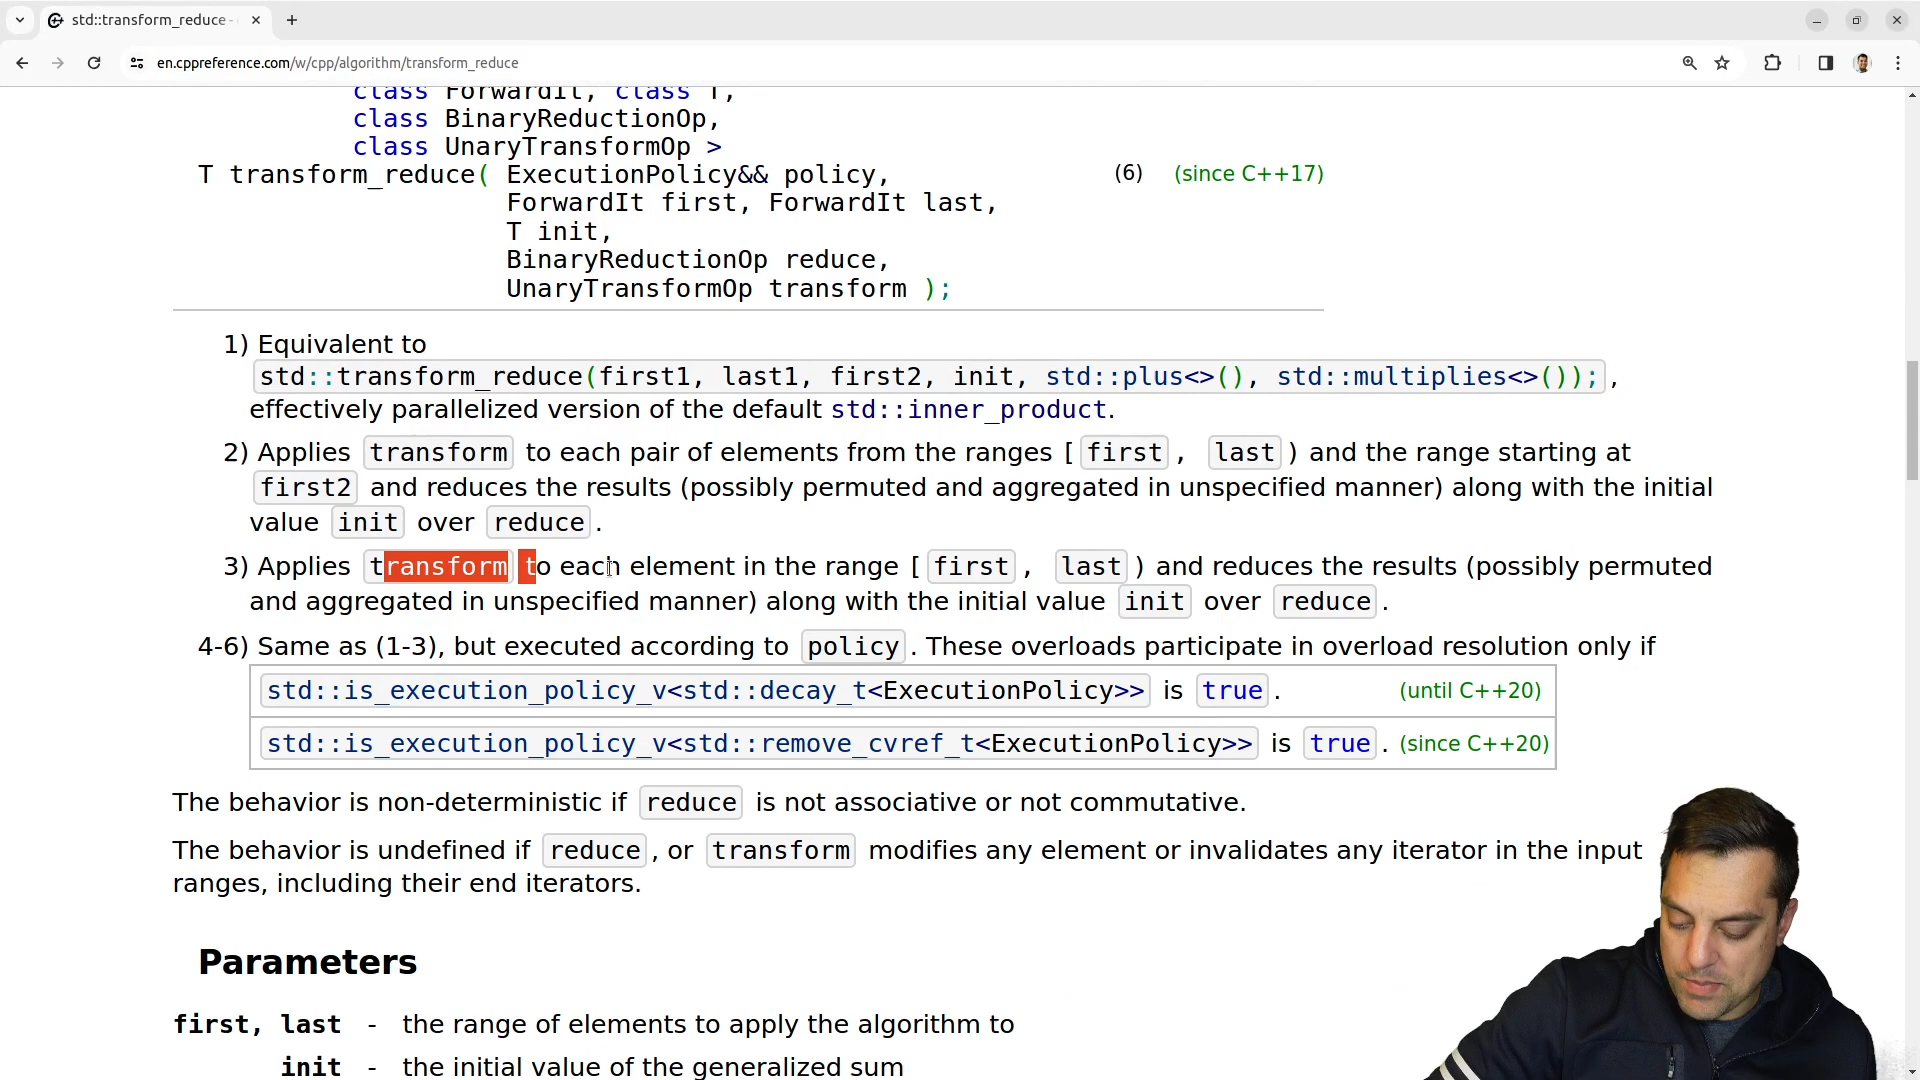 std::transform_reduce -
en.cppreference.com/w/cpp/algorithm/transform_reduce
class ForwardIt, class T,
class BinaryReductionOp,
class UnaryTransformOp >
T transform_reduce( ExecutionPolicy&& policy, (6) (since C++17)
ForwardIt first, ForwardIt last,
T init,
BinaryReductionOp reduce,
UnaryTransformOp transform );
1) Equivalent to
std::transform_reduce(first1, last1, first2, init, std::plus<>(), std::multiplies<>());,
effectively parallelized version of the default std::inner_product.
2) Applies transform to each pair of elements from the ranges [first, last) and the range starting at
first2 and reduces the results (possibly permuted and aggregated in unspecified manner) along with the initial
value init over reduce.
3) Applies transform to each element in the range [first, last) and reduces the results (possibly permuted
and aggregated in unspecified manner) along with the initial value init over reduce.
4-6) Same as (1-3), but executed according to policy. These overloads participate in overload resolution only if
std::is_execution_policy_v<std::decay_t<ExecutionPolicy>> is true. (until C++20)
std::is_execution_policy_v<std::remove_cvref_t<ExecutionPolicy>> is true. (since C++20)
The behavior is non-deterministic if reduce is not associative or not commutative.
The behavior is undefined if reduce, or transform modifies any element or invalidates any iterator in the input
ranges, including their end iterators.
Parameters
first, last - the range of elements to apply the algorithm to
init - the initial value of the generalized sum